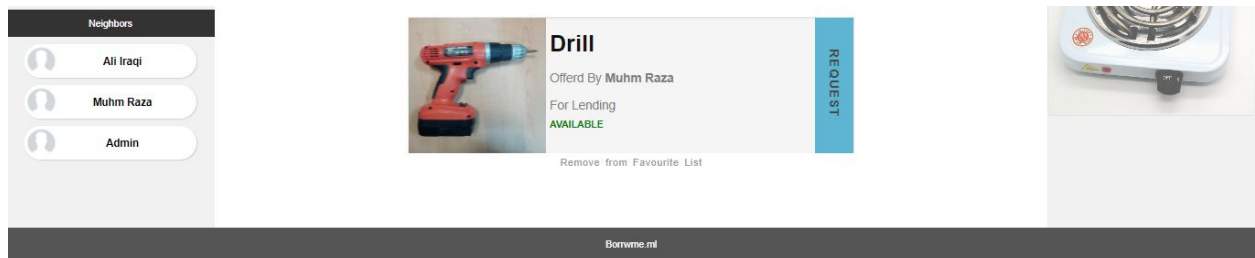 Neighbors
Ali Iraqi
Muhm Raza
Admin
Drill
Offerd By Muhm Raza
For Lending
AVAILABLE
REQUEST
Remove from Favourite List
Borrwme.ml